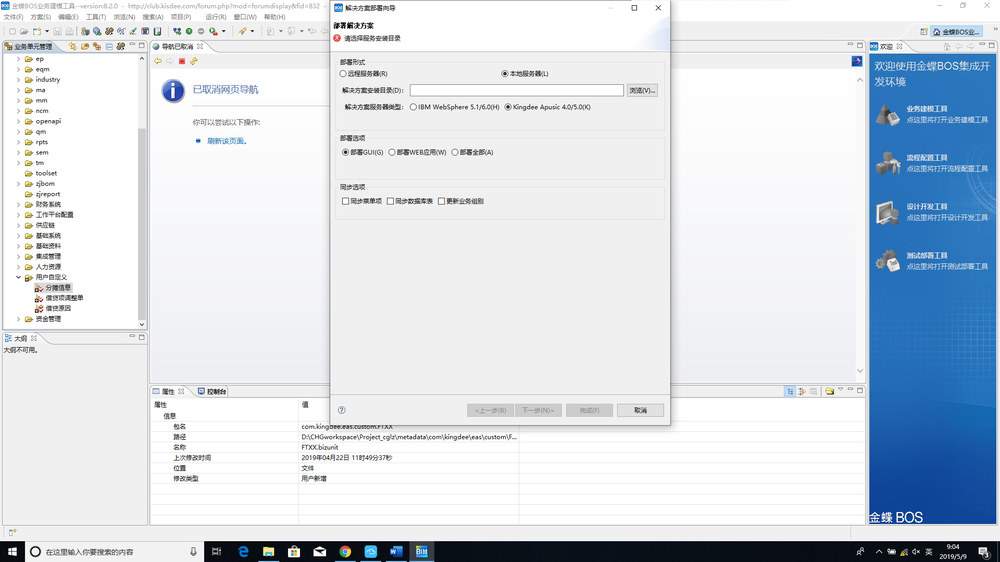 金蝶BOS业务建模工具--version:8.2.0 - http://club.kisdee.com/forum.php?mod=forumdisplay&fid=832 -
文件(F) 方案(S) 编辑(E) 工具(T) 浏览(N) 搜索(A) 项目(P) 运行(R) 窗口(W) 帮助(H)
金蝶BOS业...
业务单元管理
ep
eqm
industry
ma
mm
ncm
openapi
qm
rpts
sem
tm
toolset
zjbom
zjreport
财务系统
工作平台配置
供应链
基础系统
基础资料
集成管理
人力资源
用户自定义
分摊信息
借贷项调整单
借贷原因
资金管理
大纲
大纲不可用。
导航已取消
已取消网页导航
你可以尝试以下操作:
刷新该页面。
解决方案部署向导
部署解决方案
请选择服务安装目录
部署形式
远程服务器(R) 本地服务器(L)
解决方案安装目录(D): 浏览(V)...
解决方案服务器类型: IBM WebSphere 5.1/6.0(H) Kingdee Apusic 4.0/5.0(K)
部署选项
部署GUI(G) 部署WEB应用(W) 部署全部(A)
同步选项
同步菜单项 同步数据库表 更新业务组别
<上一步(B) 下一步(N)> 完成(F) 取消
属性 控制台
属性 值
信息
包名 com.kingdee.eas.custom.FTXX
路径 D:\CHGworkspace\Project_cglz\metadata\com\kingdee\eas\custom\F...
名称 FTXX.bizunit
上次修改时间 2019年04月22日 11时49分37秒
位置 文件
修改类型 用户新增
BOS 欢迎
欢迎使用金蝶BOS集成开
发环境
业务建模工具
点这里将打开业务建模工具
流程配置工具
点这里将打开流程配置工具
设计开发工具
点这里将打开设计开发工具
Test
测试部署工具
点这里将打开测试部署工具
金蝶 BOS
在这里输入你要搜索的内容
BIM
英
9:04
2019/5/9
3